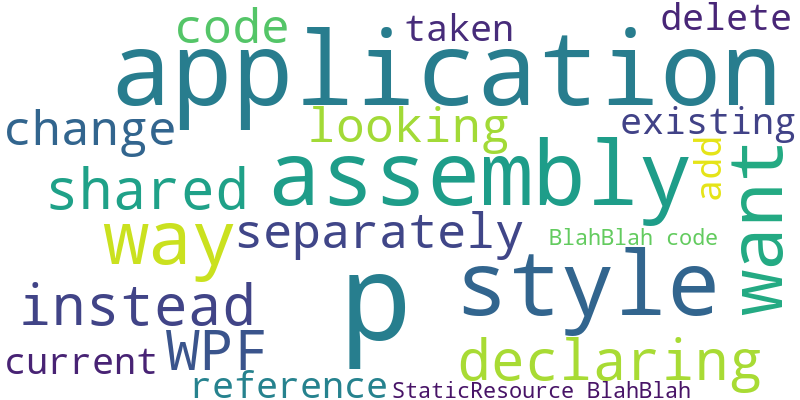 code
taken
delete
application
change
looking
existing
shared
assembly
add
want
way
separately
BlahBlah code
instead
p
style
WPF
current
declaring
reference
StaticResource BlahBlah